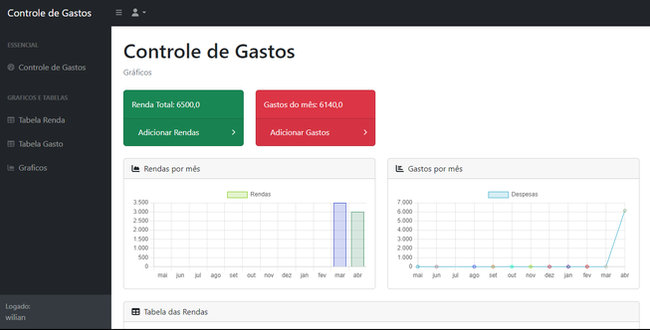 Controle de Gastos
ESSENCIAL
Controle de Gastos
GRAFICOS E TABELAS
Tabela Renda
Tabela Gasto
Graficos
Logado:
wilian
Controle de Gastos
Gráficos
Renda Total: 6500,0
Adicionar Rendas
Gastos do mês: 6140,0
Adicionar Gastos
Rendas por mês
Rendas
3.500
3.000
2.500
2.000
1.500
1.000
500
0
mai jun jul ago set out nov dez jan fev mar abr
Gastos por mês
Despesas
7.000
6.000
5.000
4.000
3.000
2.000
1.000
0
mai jun jul ago set out nov dez jan fev mar abr
Tabela das Rendas